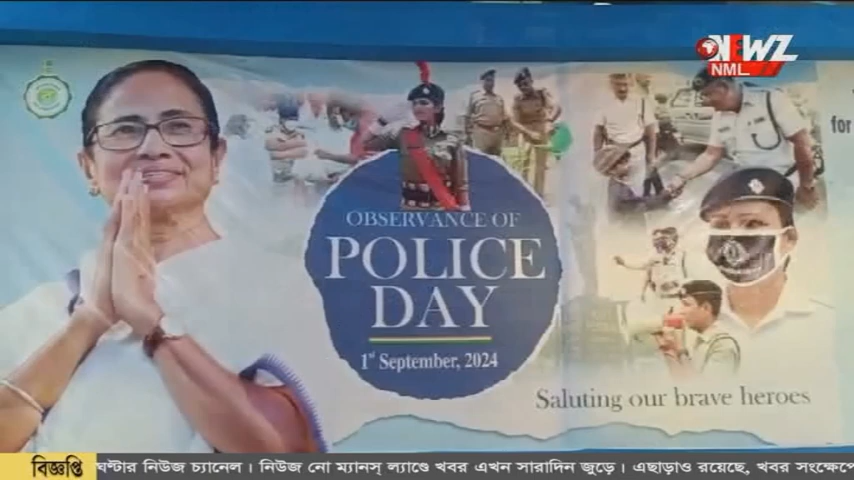 NEWZ
NML
for
OBSERVANCE OF
POLICE
DAY
1st September, 2024
Saluting our brave heroes
বিজ্ঞপ্তি
ঘণ্টার নিউজ চ্যানেল । নিউজ নো ম্যানস্ ল্যাণ্ডে খবর এখন সারাদিন জুড়ে । এছাড়াও রয়েছে, খবর সংক্ষেপে